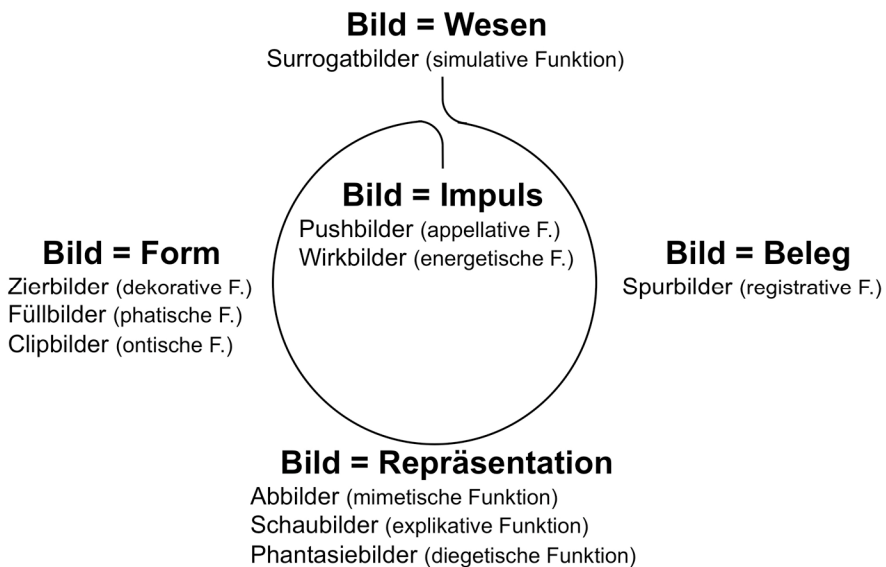 Bild = Wesen
Surrogatbilder (simulative Funktion)
Bild = Impuls
Pushbilder (appellative F.)
Wirkbilder (energetische F.)
Bild = Form
Zierbilder (dekorative F.)
Füllbilder (phatische F.)
Clipbilder (ontische F.)
Bild = Beleg
Spurbilder (registrative F.)
Bild = Repräsentation
Abbilder (mimetische Funktion)
Schaubilder (explikative Funktion)
Phantasiebilder (diegetische Funktion)